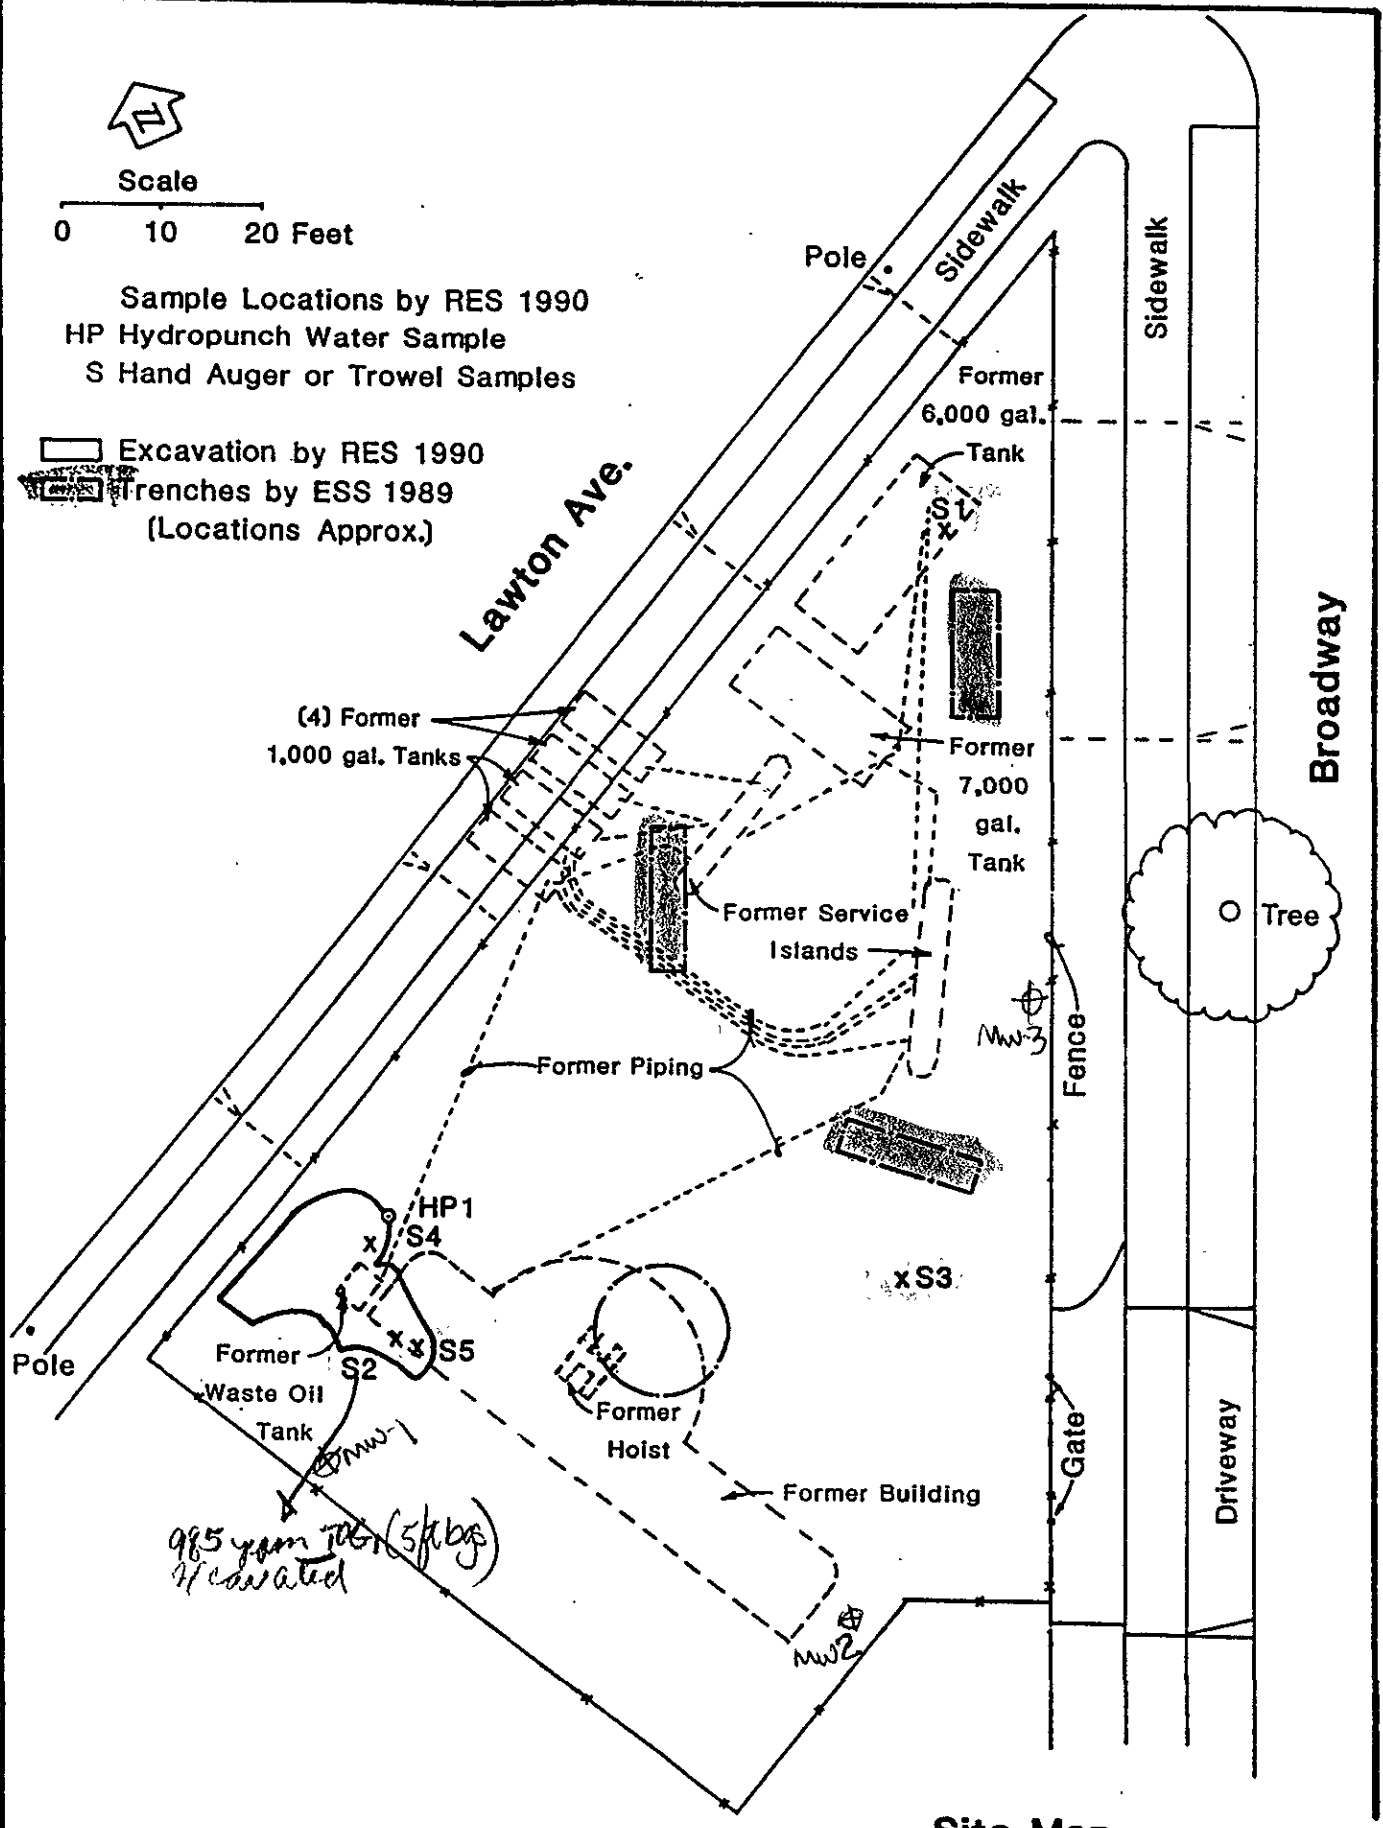 N
Scale
0 10 20 Feet
Sample Locations by RES 1990
HP Hydropunch Water Sample
S Hand Auger or Trowel Samples
Excavation by RES 1990
Trenches by ESS 1989
(Locations Approx.)
Lawton Ave.
Pole
Sidewalk
Sidewalk
Former
6,000 gal.
Tank
S1
Broadway
(4) Former
1,000 gal. Tanks
Former
7,000
gal.
Tank
Former Service
Islands
Tree
MW-3
Fence
Former Piping
HP1
S4
S3
Pole
Former
Waste Oil
Tank
S2
S5
Former
Hoist
MW-1
Gate
Driveway
Former Building
985 ppm TOG (5ft bgs)
MW2
Site Map